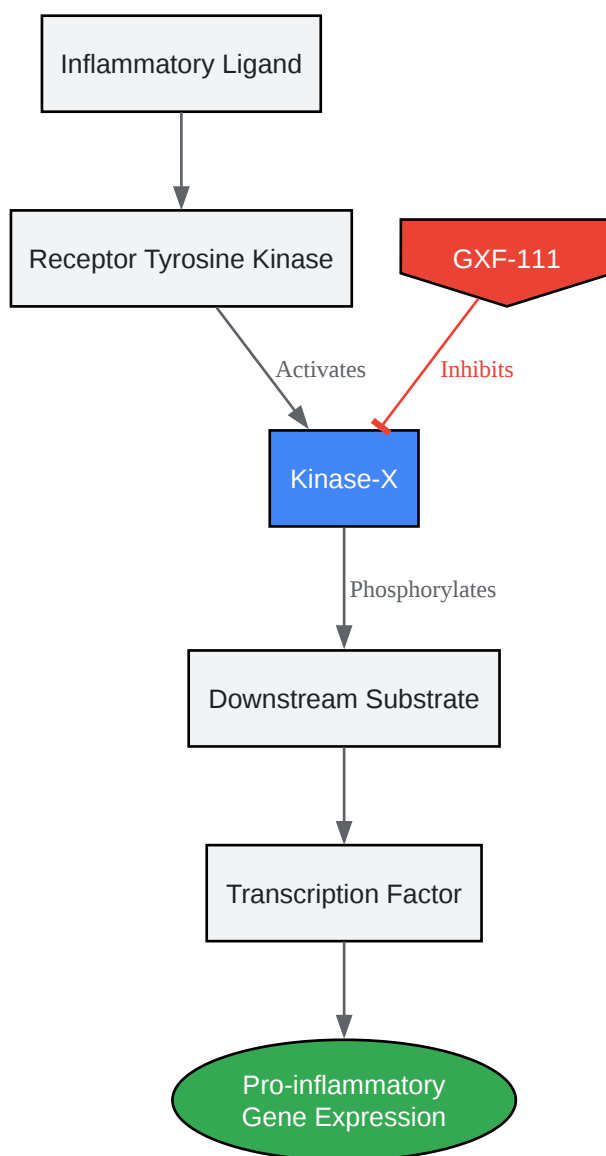 Inflammatory Ligand
Receptor Tyrosine Kinase
GXF-111
Activates
Inhibits
Kinase-X
Phosphorylates
Downstream Substrate
Transcription Factor
Pro-inflammatory
Gene Expression